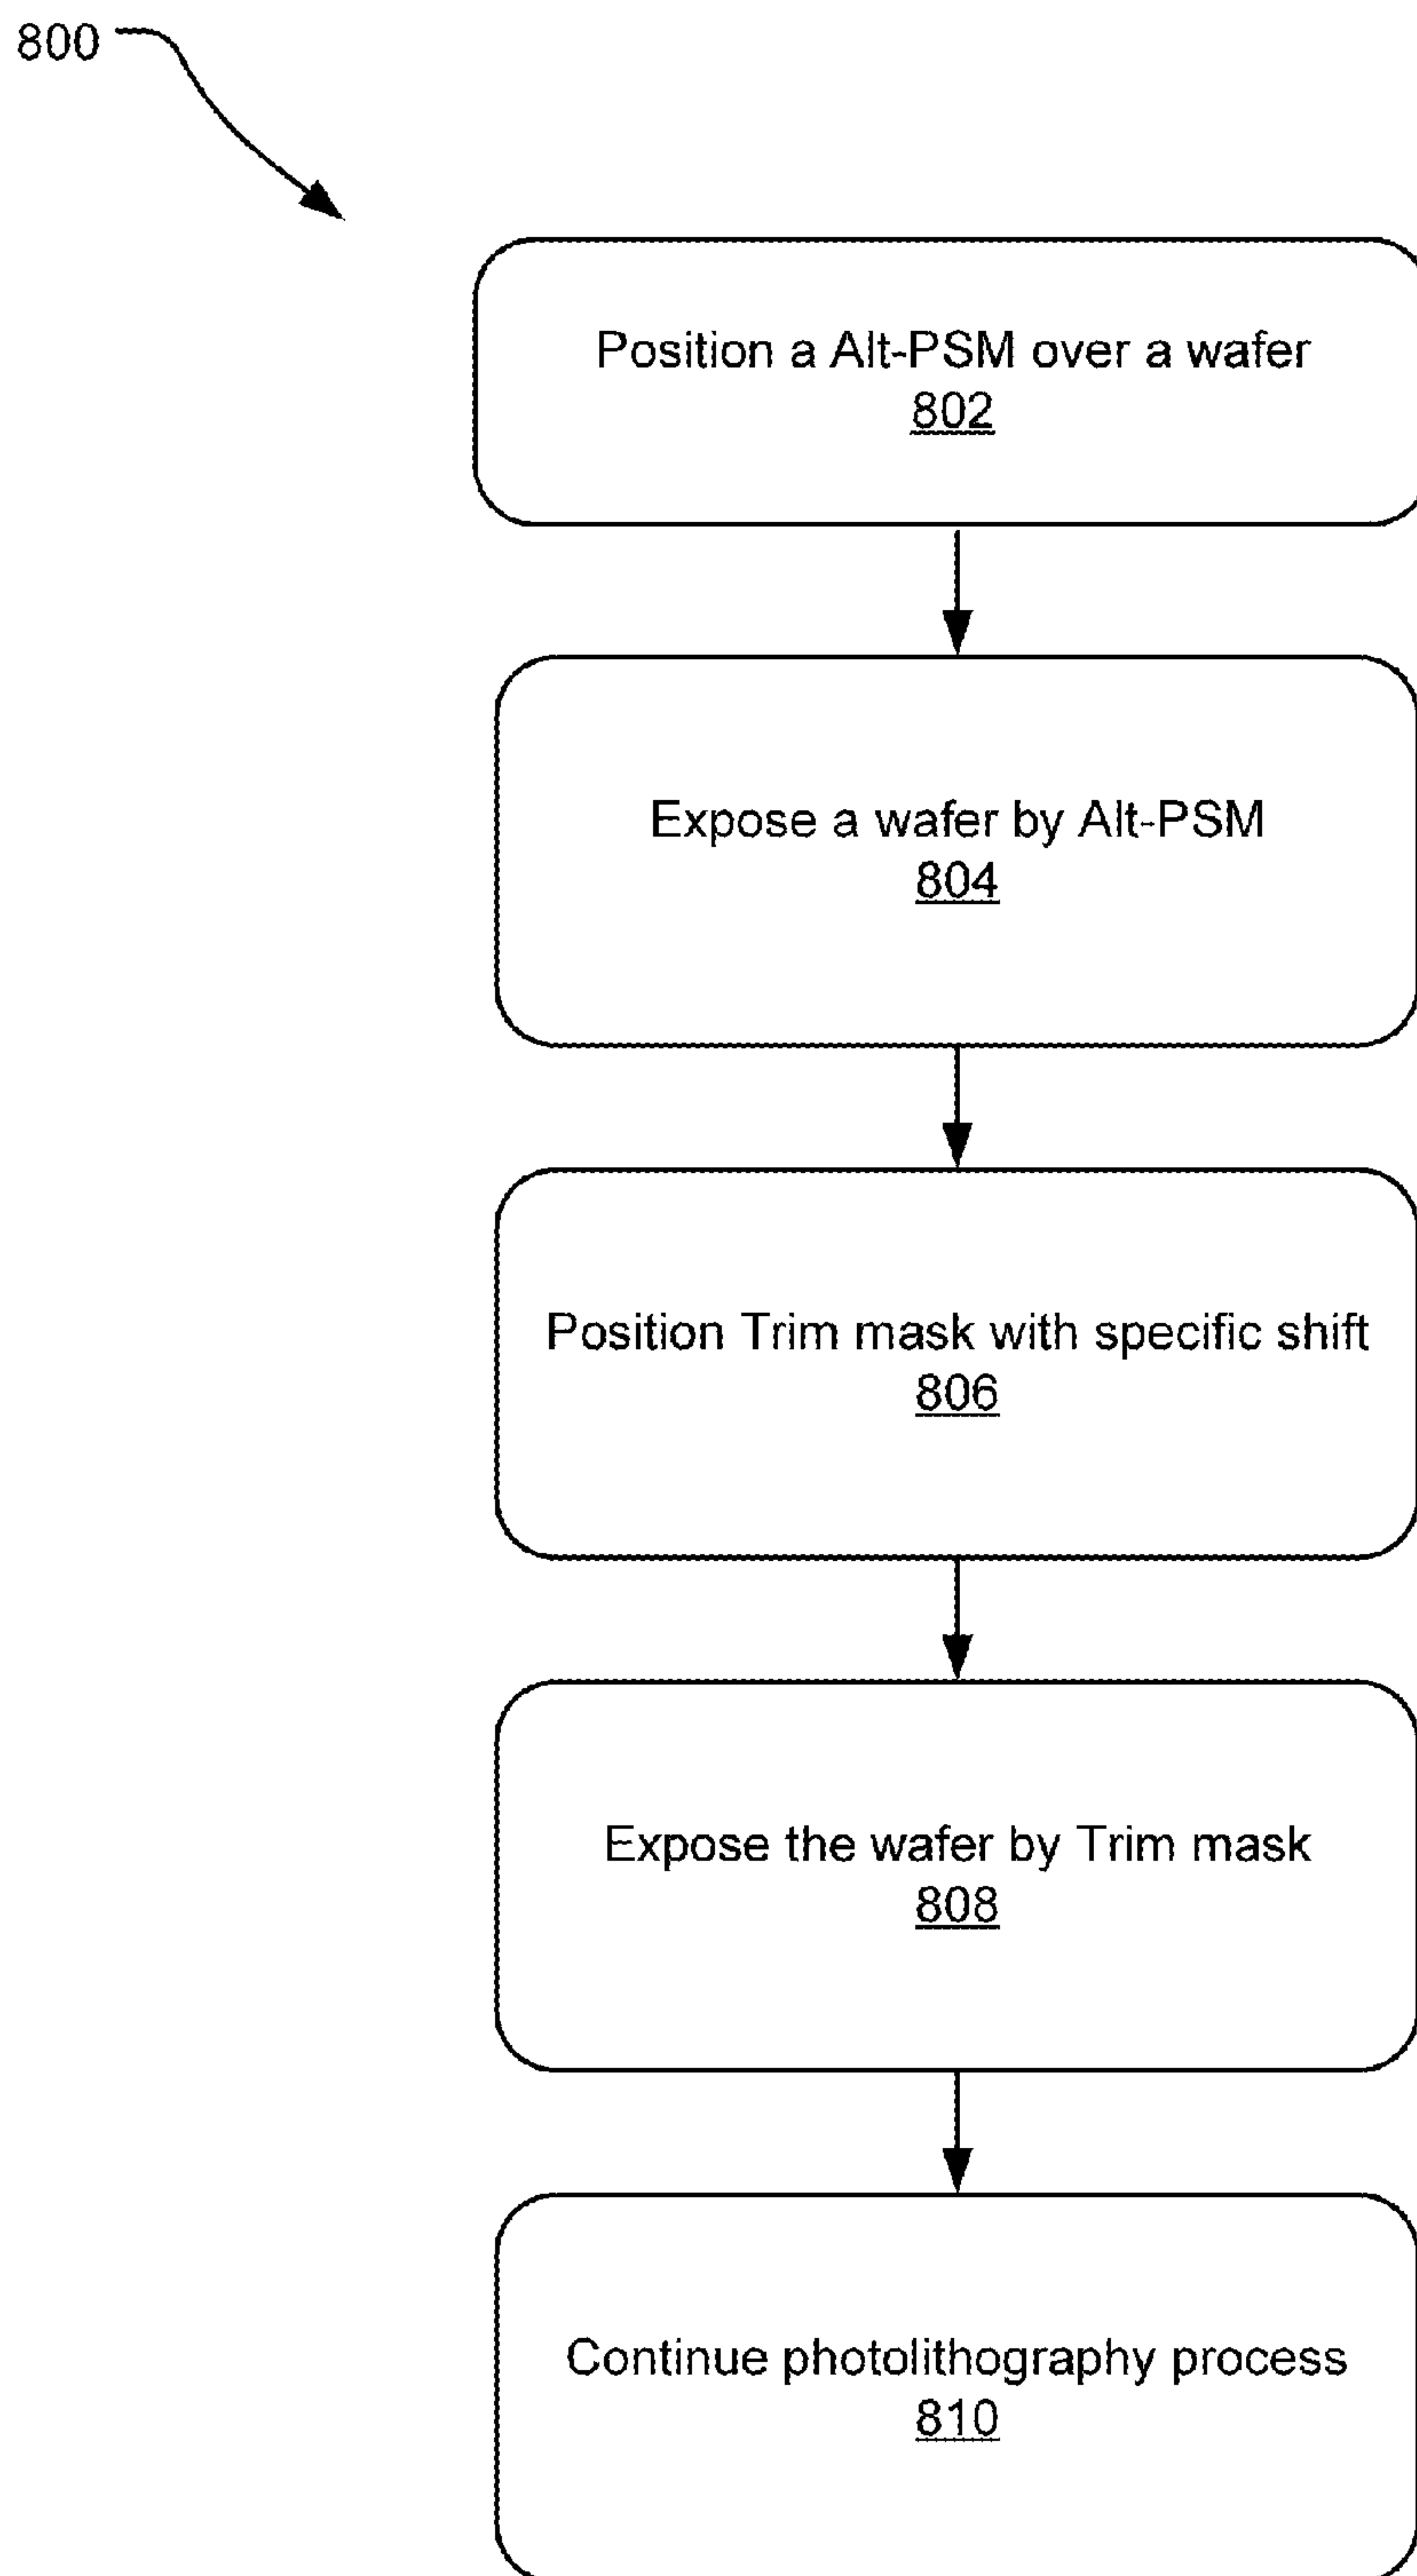 800
Position a Alt-PSM over a wafer
802
Expose a wafer by Alt-PSM
804
Position Trim mask with specific shift
806
Expose the wafer by Trim mask
808
Continue photolithography process
810